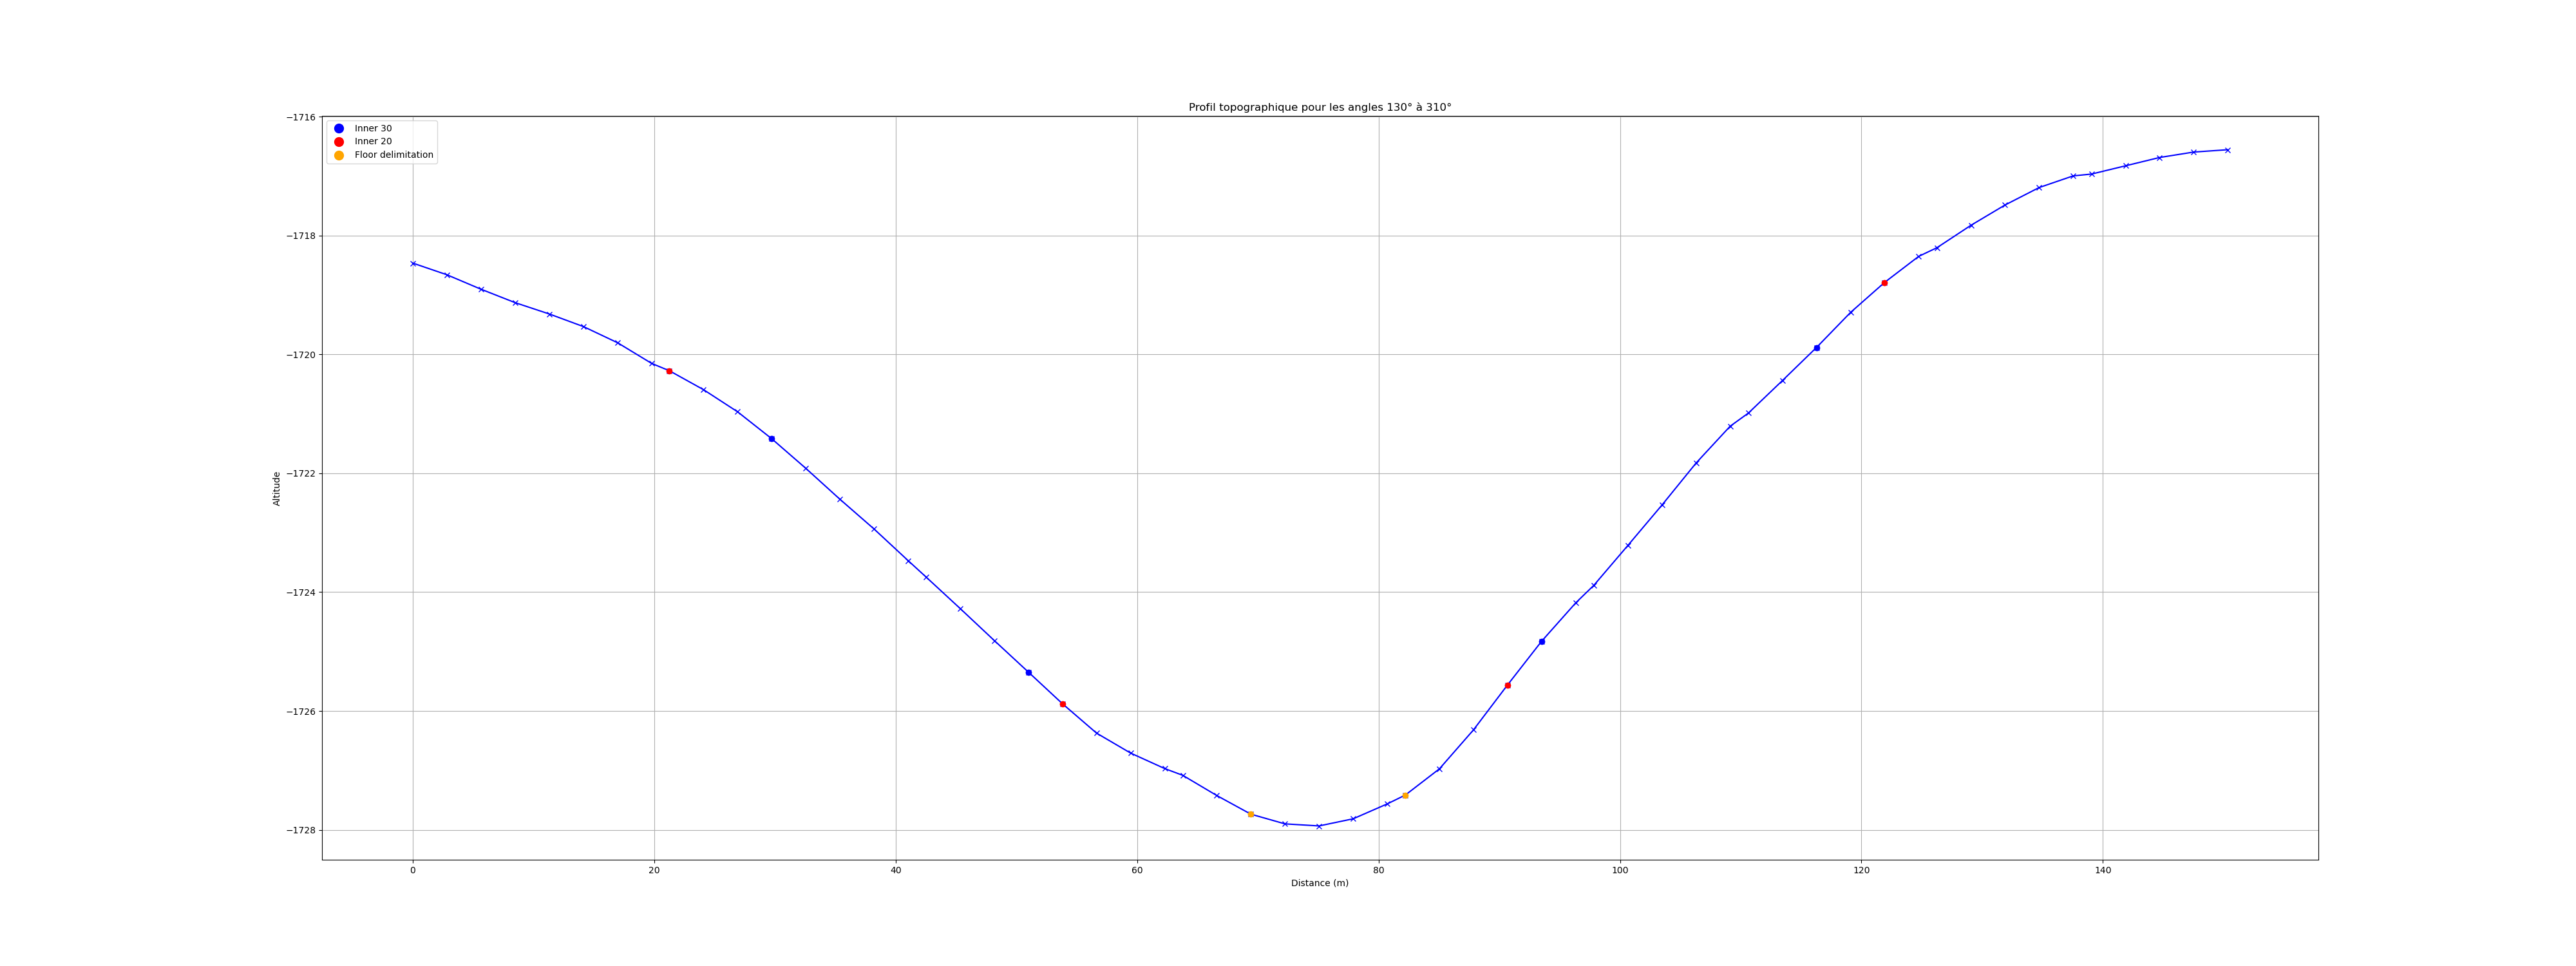 Profil topographique pour les angles 130° à 310°
Inner 30
Inner 20
Floor delimitation
Altitude
−1716
−1718
−1720
−1722
−1724
−1726
−1728
0 20 40 60 80 100 120 140
Distance (m)